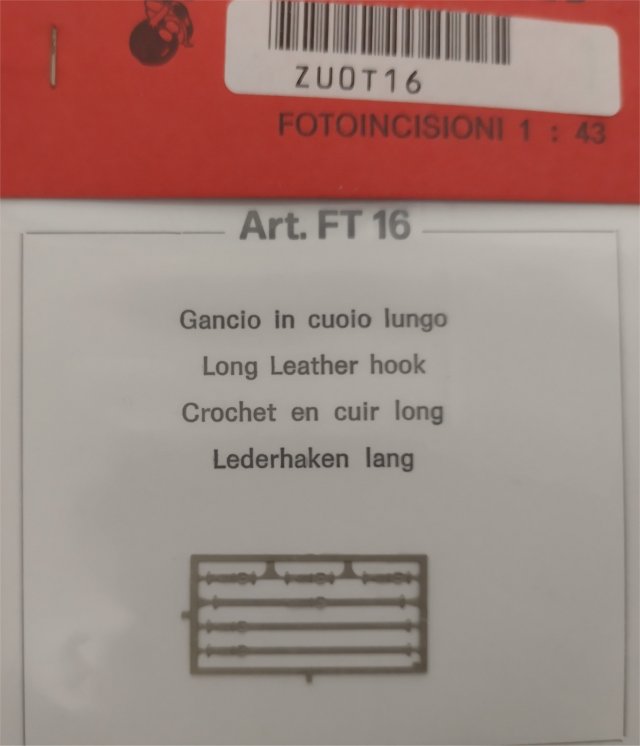 ZU0T16
FOTOINCISIONI 1 : 43
Art. FT 16
Gancio in cuoio lungo
Long Leather hook
Crochet en cuir long
Lederhaken lang